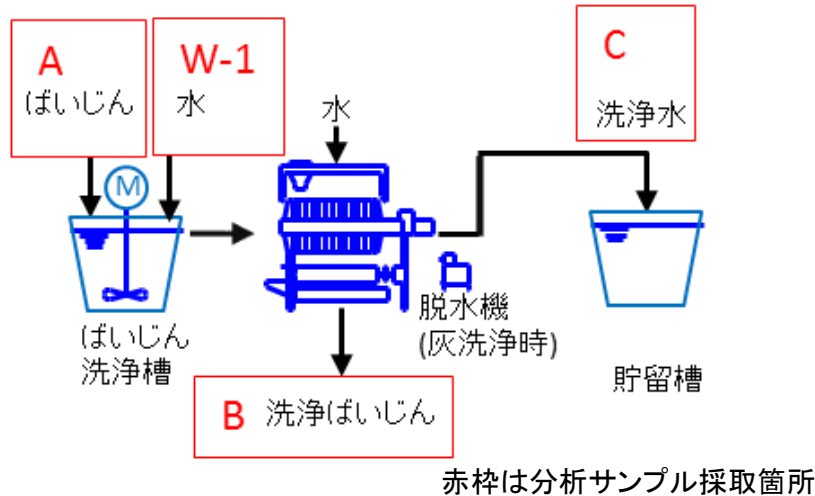 A
ばいじん
W-1
水
水
C
洗浄水
M
ばいじん
洗浄槽
脱水機
(灰洗浄時)
貯留槽
B 洗浄ばいじん
赤枠は分析サンプル採取箇所